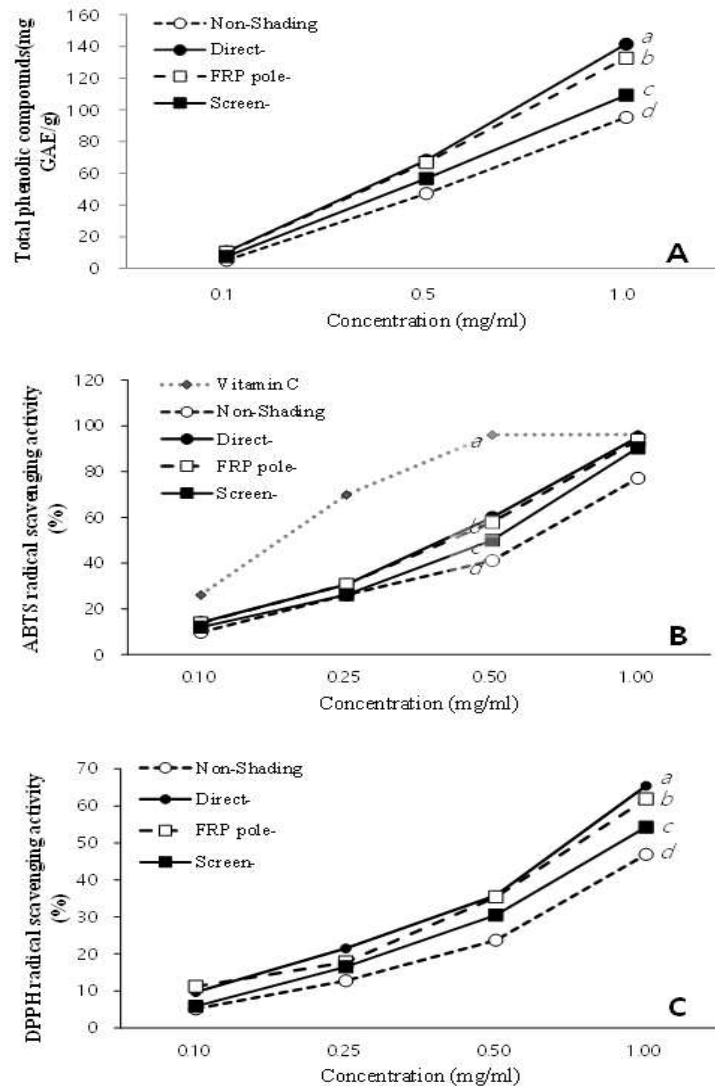 Total phenolic compounds(mg
GAE/g)
160
140
120
100
80
60
40
20
0
Non-Shading
Direct-
FRP pole-
Screen-
a
b
c
d
A
0.1 0.5 1.0
Concentration (mg/ml)
ABTS radical scavenging activity
(%)
120
100
80
60
40
20
0
Vitamin C
Non-Shading
Direct-
FRP pole-
Screen-
a
b
c
d
B
0.10 0.25 0.50 1.00
Concentration (mg/ml)
DPPH radical scavenging activity
(%)
70
60
50
40
30
20
10
0
Non-Shading
Direct-
FRP pole-
Screen-
a
b
c
d
C
0.10 0.25 0.50 1.00
Concentration (mg/ml)